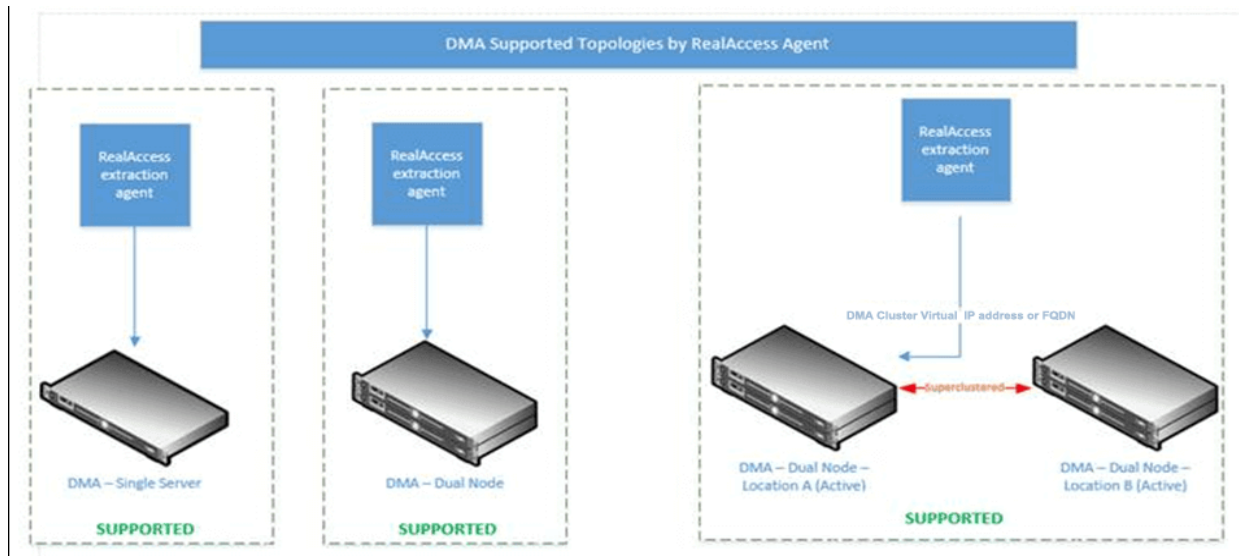 DMA Supported Topologies by RealAccess Agent
RealAccess
extraction
agent
DMA – Single Server
SUPPORTED
RealAccess
extraction
agent
DMA – Dual Node
SUPPORTED
RealAccess
extraction
agent
DMA Cluster Virtual IP address or FQDN
Superclustered
DMA – Dual Node –
Location A (Active)
DMA – Dual Node –
Location B (Active)
SUPPORTED